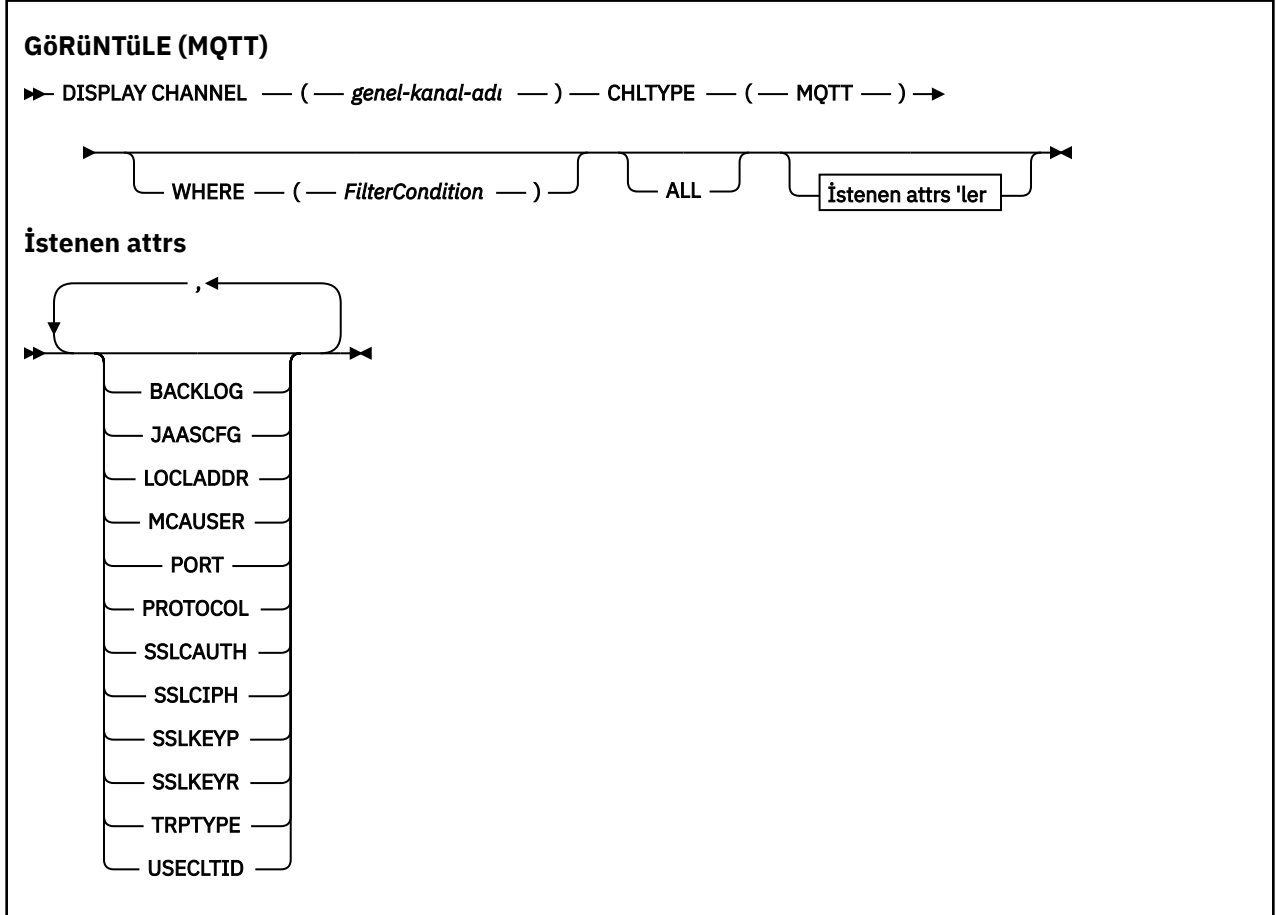 GöRüNTüLE (MQTT)
DISPLAY CHANNEL ( genel-kanal-adı ) CHLTYPE ( MQTT )
WHERE ( FilterCondition ) ALL İstenen attrs 'ler
İstenen attrs
,
BACKLOG
JAASCFG
LOCLADDR
MCAUSER
PORT
PROTOCOL
SSLCAUTH
SSLCIPH
SSLKEYP
SSLKEYR
TRPTYPE
USECLTID